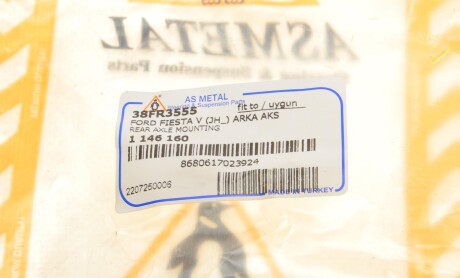 ASMETAL
AS METAL
Steering & Suspension Parts
38FR3555 fit to / uygun
FORD FIESTA V (JH_) ARKA AKS
REAR AXLE MOUNTING
1 146 160
8680617023924
2207260006
MADE IN TURKEY